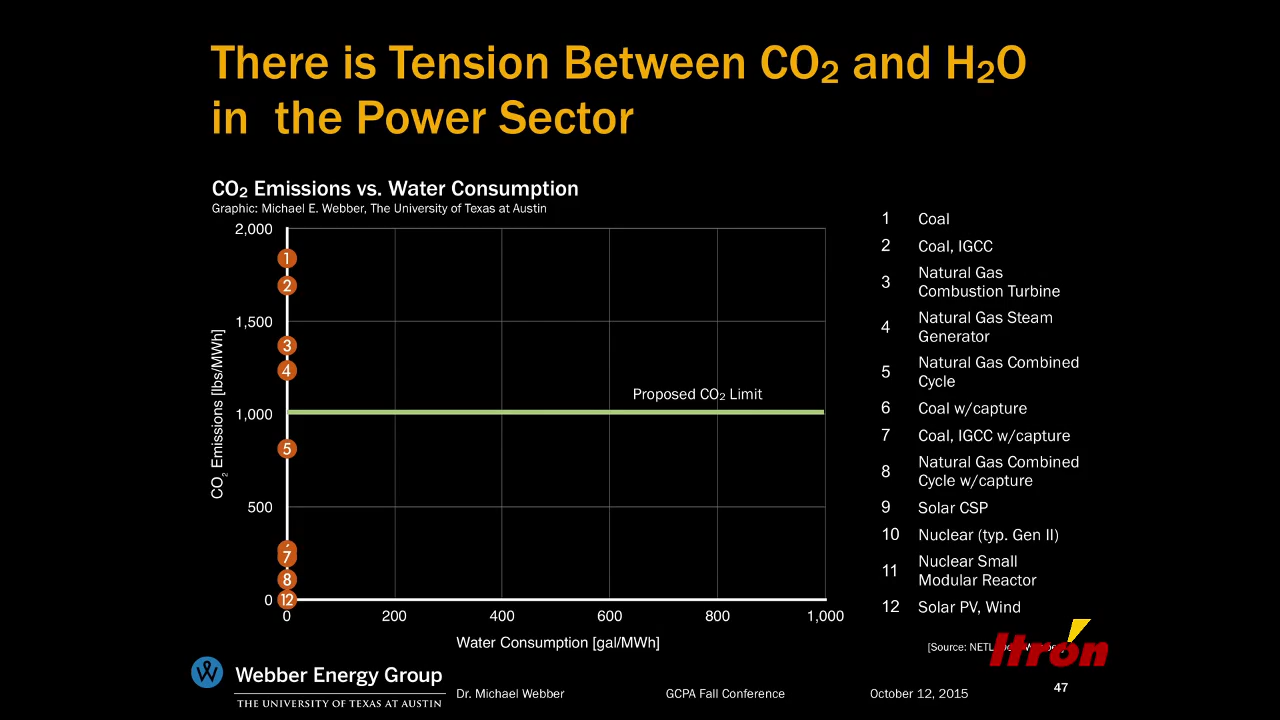 There is Tension Between CO₂ and H₂O
in the Power Sector
CO₂ Emissions vs. Water Consumption
Graphic: Michael E. Webber, The University of Texas at Austin
2,000
1,500
1,000
500
0
CO₂ Emissions [lbs/MWh]
1
2
3
4
5
7
8
12
Proposed CO₂ Limit
0
200
400
600
800
1,000
Water Consumption [gal/MWh]
1 Coal
2 Coal, IGCC
3 Natural Gas
Combustion Turbine
4 Natural Gas Steam
Generator
5 Natural Gas Combined
Cycle
6 Coal w/capture
7 Coal, IGCC w/capture
8 Natural Gas Combined
Cycle w/capture
9 Solar CSP
10 Nuclear (typ. Gen II)
11 Nuclear Small
Modular Reactor
12 Solar PV, Wind
[Source: NETL
Itron
W
Webber Energy Group
THE UNIVERSITY OF TEXAS AT AUSTIN
Dr. Michael Webber
GCPA Fall Conference
October 12, 2015
47